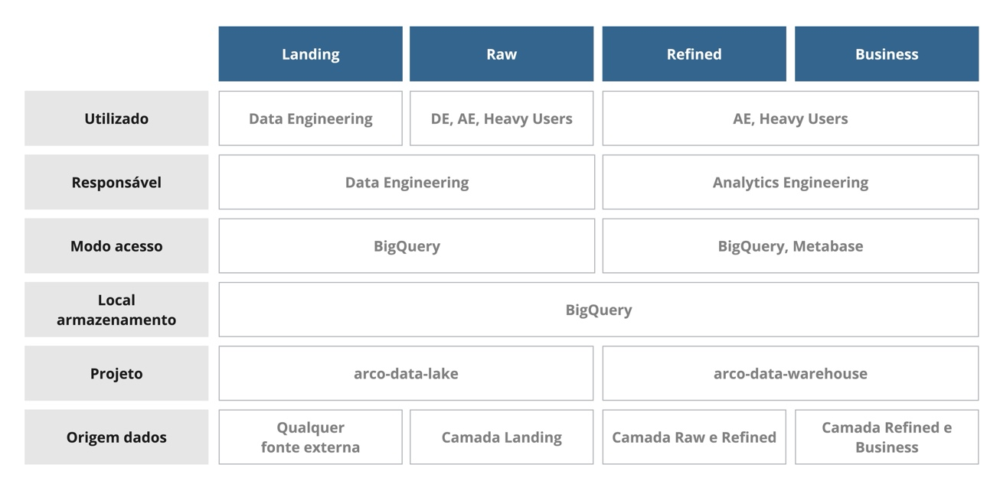 Landing
Raw
Refined
Business
Utilizado
Data Engineering
DE, AE, Heavy Users
AE, Heavy Users
Responsável
Data Engineering
Analytics Engineering
Modo acesso
BigQuery
BigQuery, Metabase
Local
armazenamento
BigQuery
Projeto
arco-data-lake
arco-data-warehouse
Origem dados
Qualquer
fonte externa
Camada Landing
Camada Raw e Refined
Camada Refined e
Business